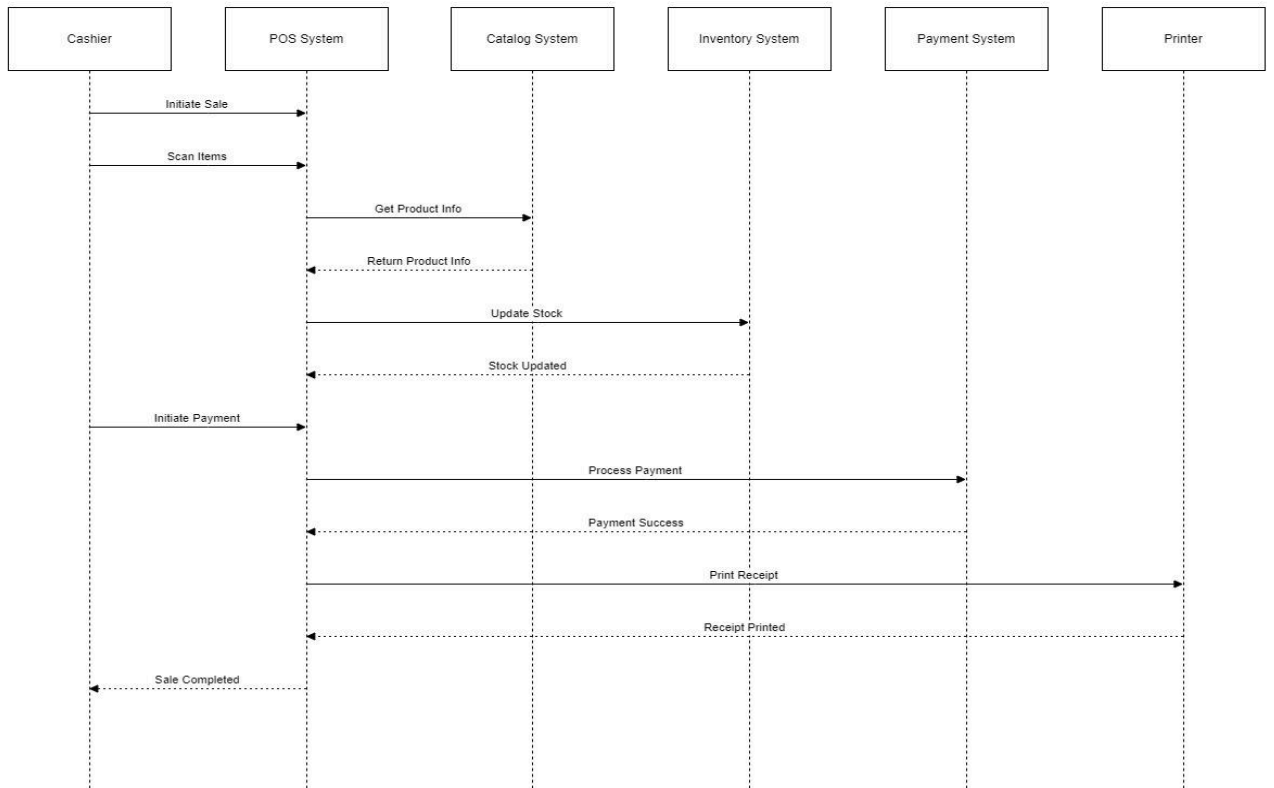 Cashier
POS System
Catalog System
Inventory System
Payment System
Printer
Initiate Sale
Scan Items
Get Product Info
Return Product Info
Update Stock
Stock Updated
Initiate Payment
Process Payment
Payment Success
Print Receipt
Receipt Printed
Sale Completed